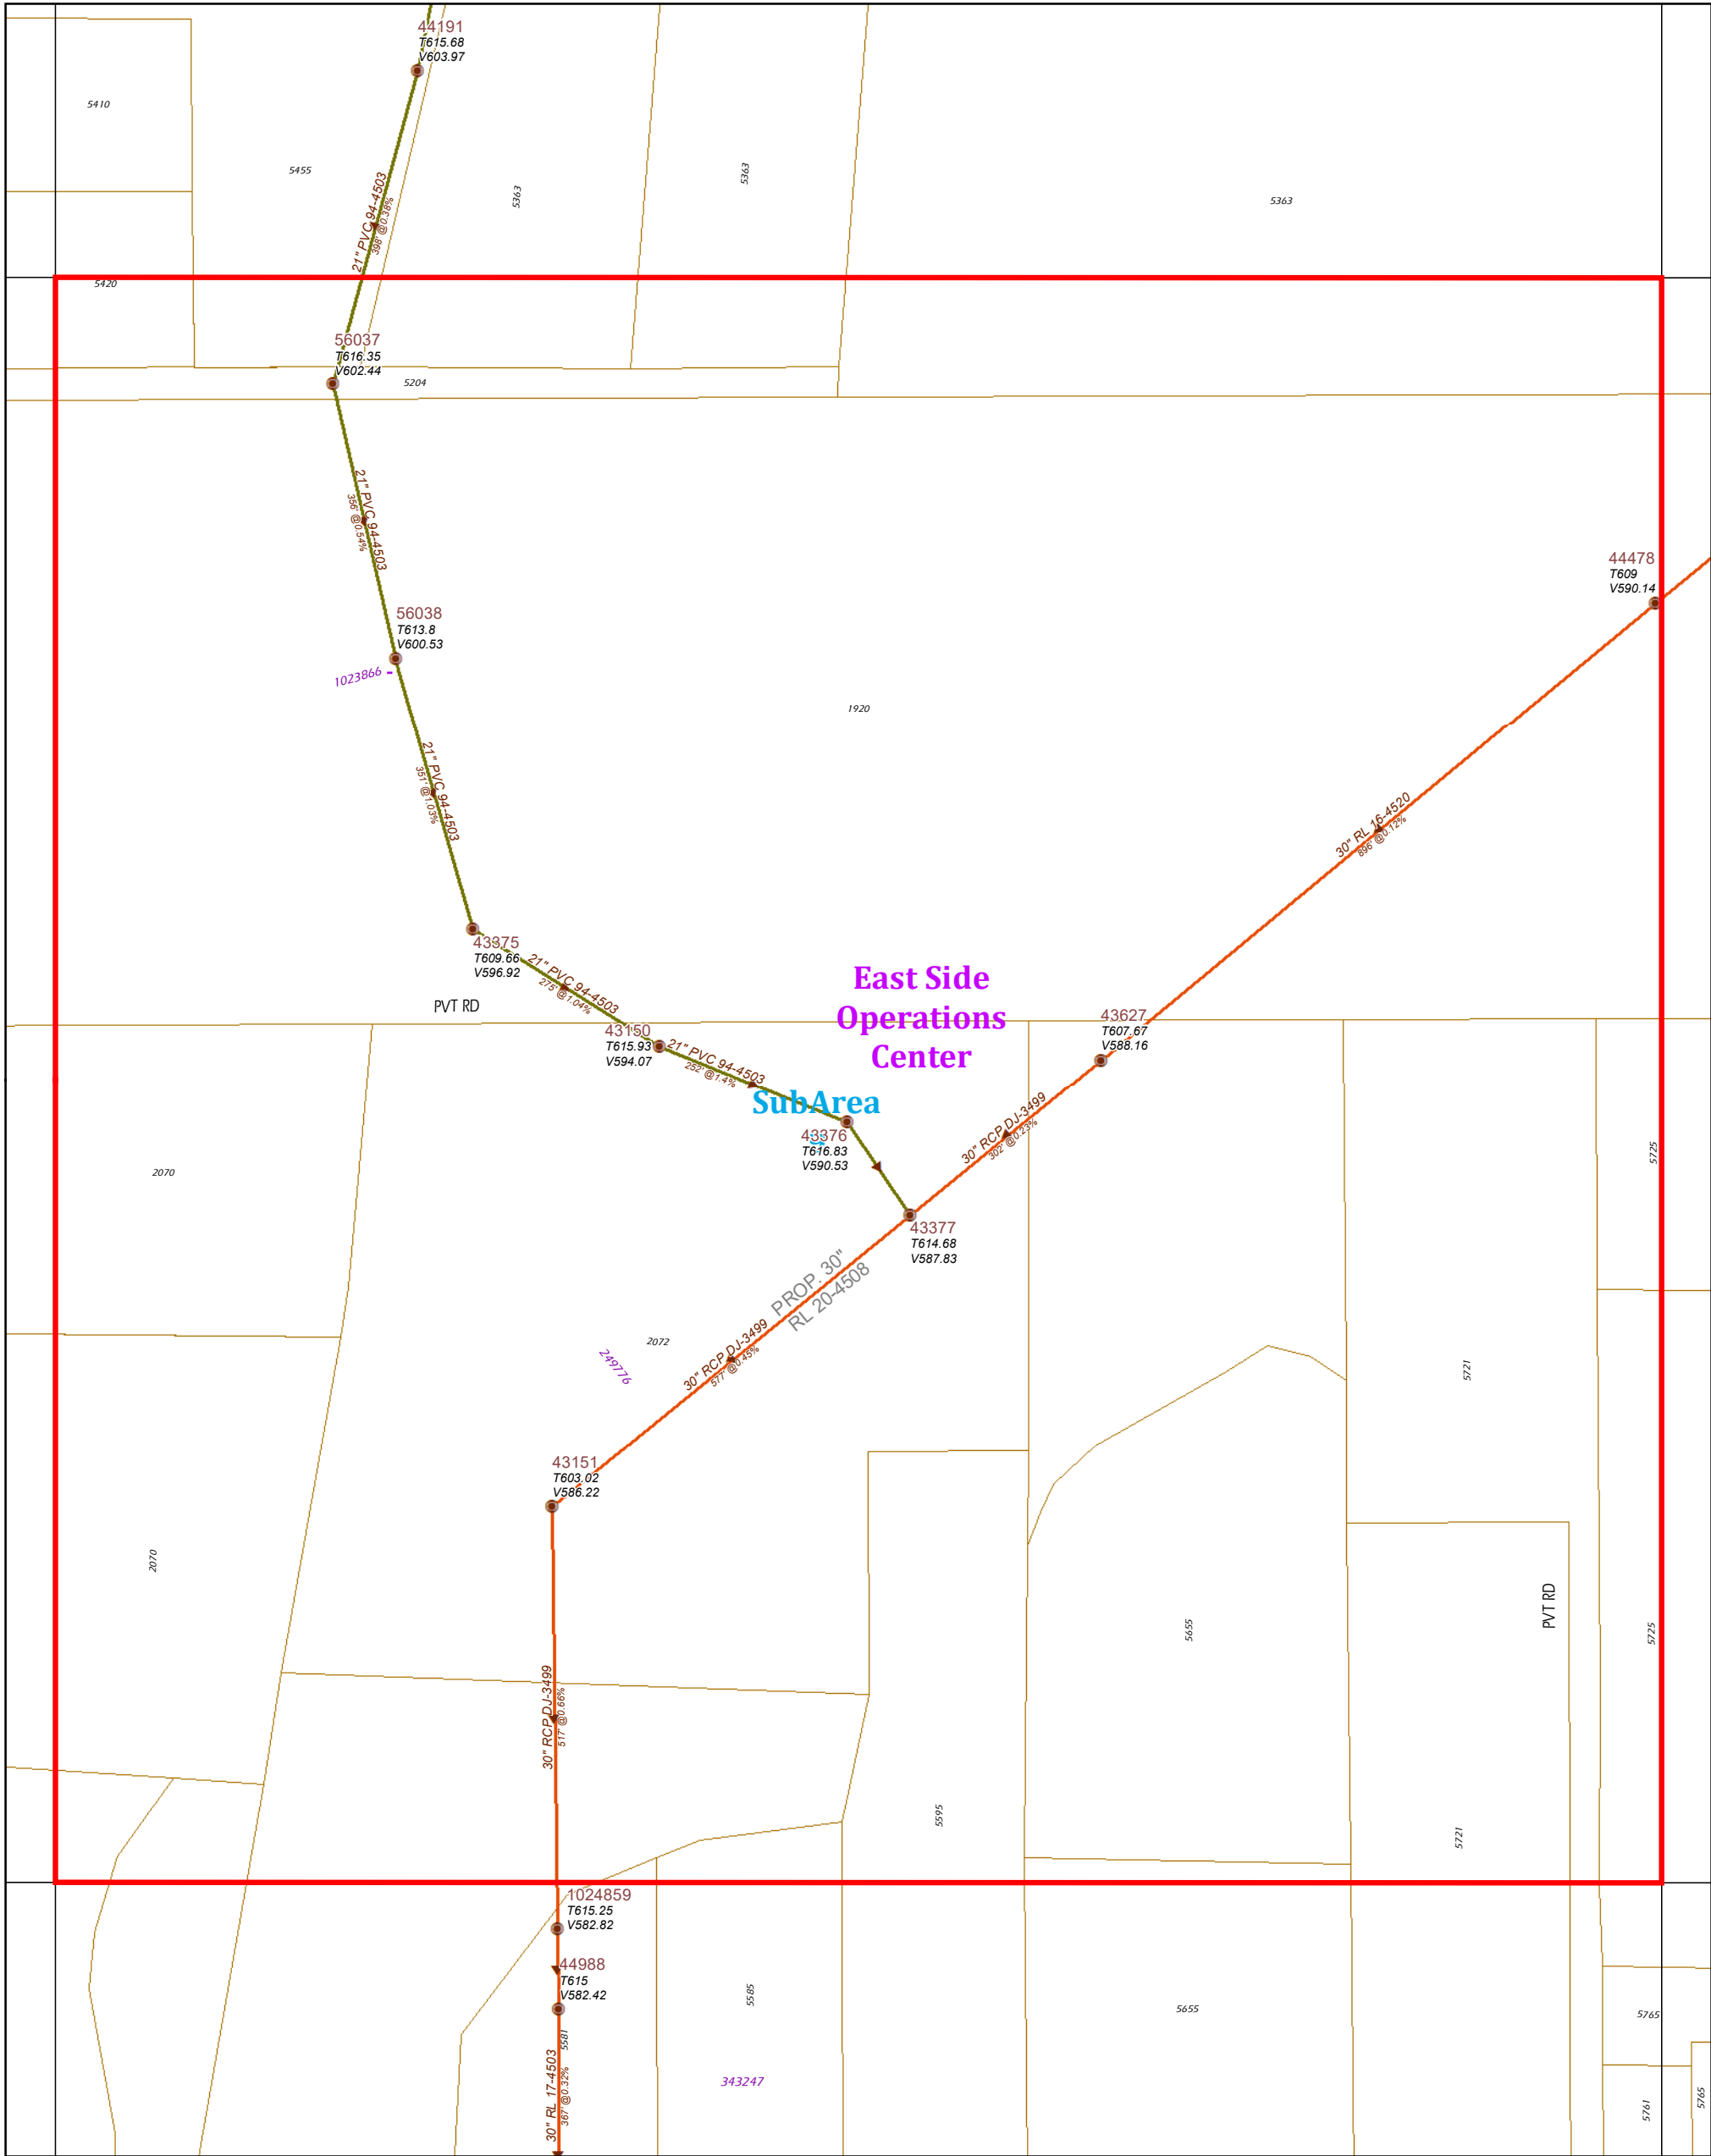 44191
T615.68
V603.97
5410
5455
5363
5363
5363
21" PVC 94-4503
398' @0.38%
5420
56037
T616.35
V602.44
5204
21" PVC 94-4503
356' @0.54%
44478
T609
V590.14
56038
T613.8
V600.53
1023866
1920
21" PVC 94-4503
351' @1.03%
30" RL 16-4520
896' @0.12%
43375
T609.66
V596.92
21" PVC 94-4503
275' @1.04%
East Side
Operations
Center
PVT RD
43150
T615.93
V594.07
21" PVC 94-4503
252' @1.4%
43627
T607.67
V588.16
SubArea
43376
T616.83
V590.53
30" RCP DJ-3499
302' @0.23%
2070
5725
43377
T614.68
V587.83
PROP. 30"
RL 20-4508
2072
249776
30" RCP DJ-3499
577' @0.45%
5721
43151
T603.02
V586.22
2070
5655
PVT RD
5725
30" RCP DJ-3499
517' @0.66%
5595
5721
1024859
T615.25
V582.82
44988
T615
V582.42
5585
5655
5765
5581
30" RL 17-4503
367' @0.32%
343247
5761
5765